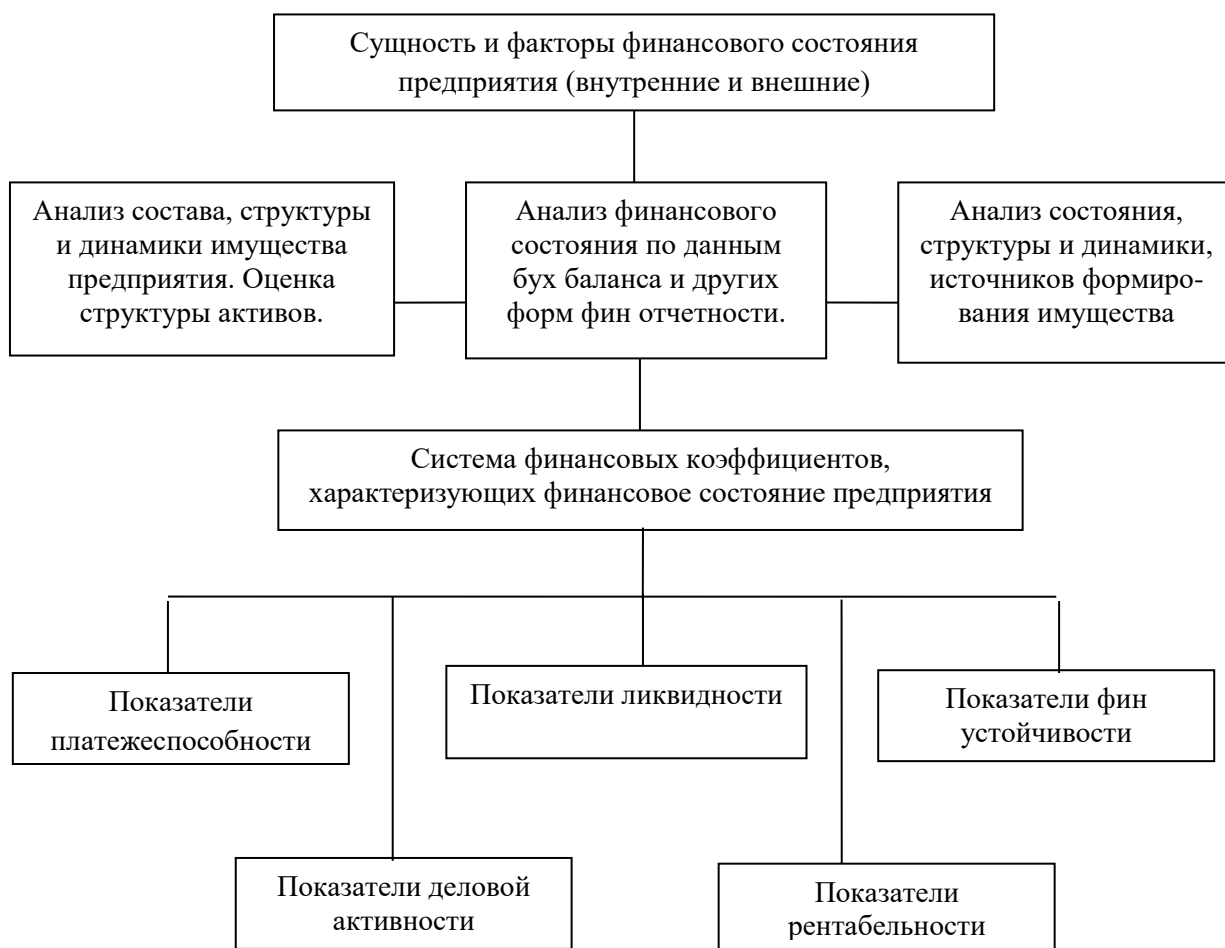 Сущность и факторы финансового состояния
предприятия (внутренние и внешние)
Анализ состава, структуры
и динамики имущества
предприятия. Оценка
структуры активов.
Анализ финансового
состояния по данным
бух баланса и других
форм фин отчетности.
Анализ состояния,
структуры и динамики,
источников формиро-
вания имущества
Система финансовых коэффициентов,
характеризующих финансовое состояние предприятия
Показатели
платежеспособности
Показатели ликвидности
Показатели фин
устойчивости
Показатели деловой
активности
Показатели
рентабельности